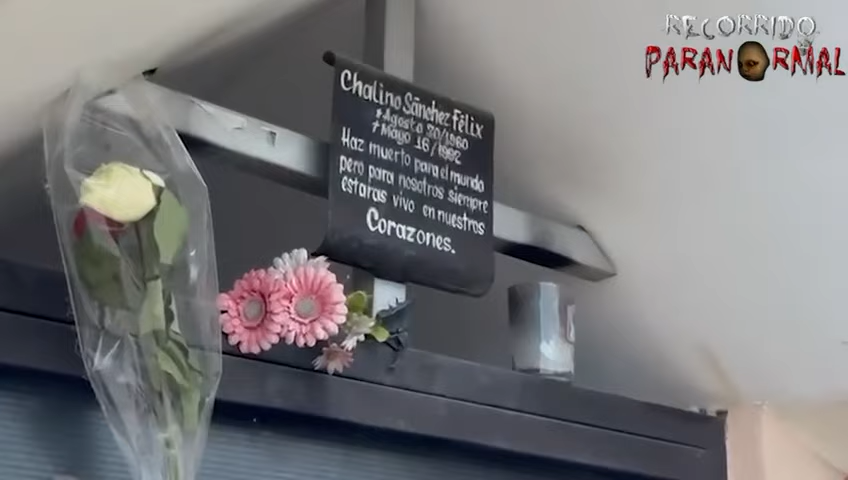 RECORRIDO
PARANORMAL
Chalino Sánchez Félix
* Agosto 30/1960
† Mayo 16/1992
Haz muerto para el mundo
pero para nosotros siempre
estaras vivo en nuestros
Corazones.